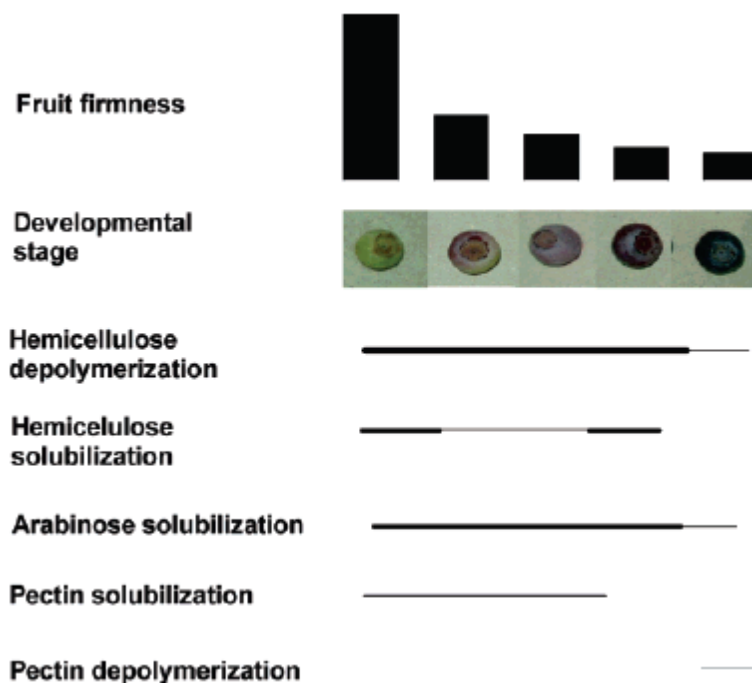 Fruit firmness
Developmental
stage
Hemicellulose
depolymerization
Hemicelulose
solubilization
Arabinose solubilization
Pectin solubilization
Pectin depolymerization